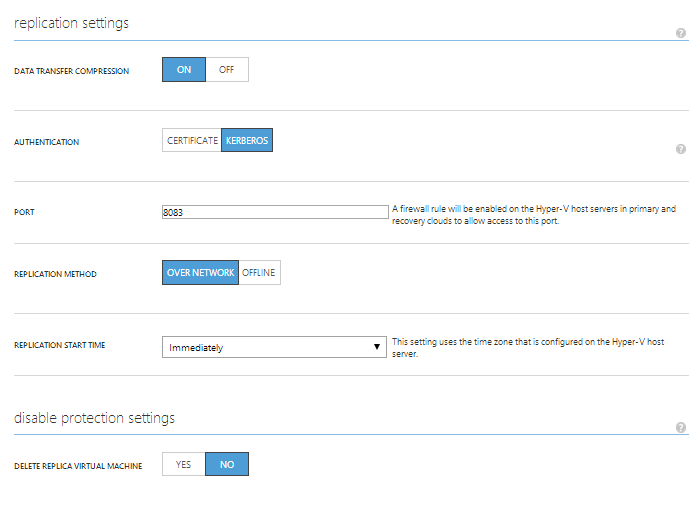 replication settings
?
DATA TRANSFER COMPRESSION ON OFF
AUTHENTICATION CERTIFICATE KERBEROS
?
PORT 8083 A firewall rule will be enabled on the Hyper-V host servers in primary and
recovery clouds to allow access to this port.
REPLICATION METHOD OVER NETWORK OFFLINE
REPLICATION START TIME Immediately This setting uses the time zone that is configured on the Hyper-V host
server.
disable protection settings
?
DELETE REPLICA VIRTUAL MACHINE YES NO